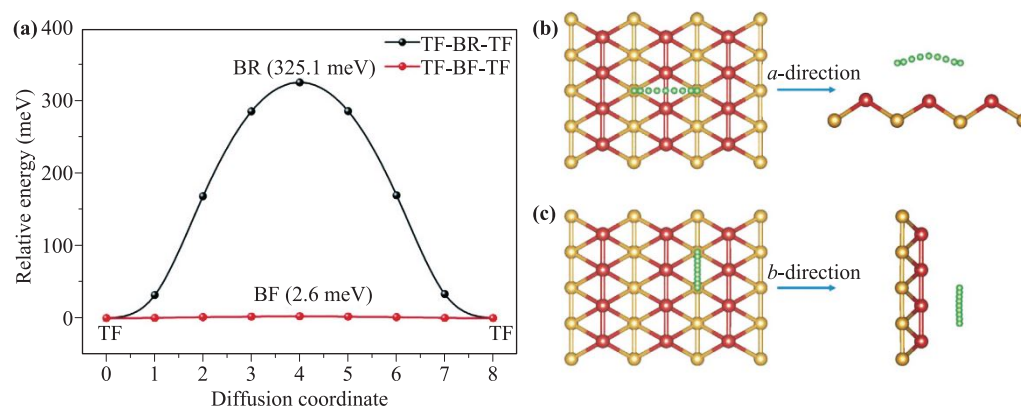 (a)
400
300
200
100
0
Relative energy (meV)
TF-BR-TF
TF-BF-TF
BR (325.1 meV)
BF (2.6 meV)
TF
TF
0 1 2 3 4 5 6 7 8
Diffusion coordinate
(b)
a-direction
(c)
b-direction